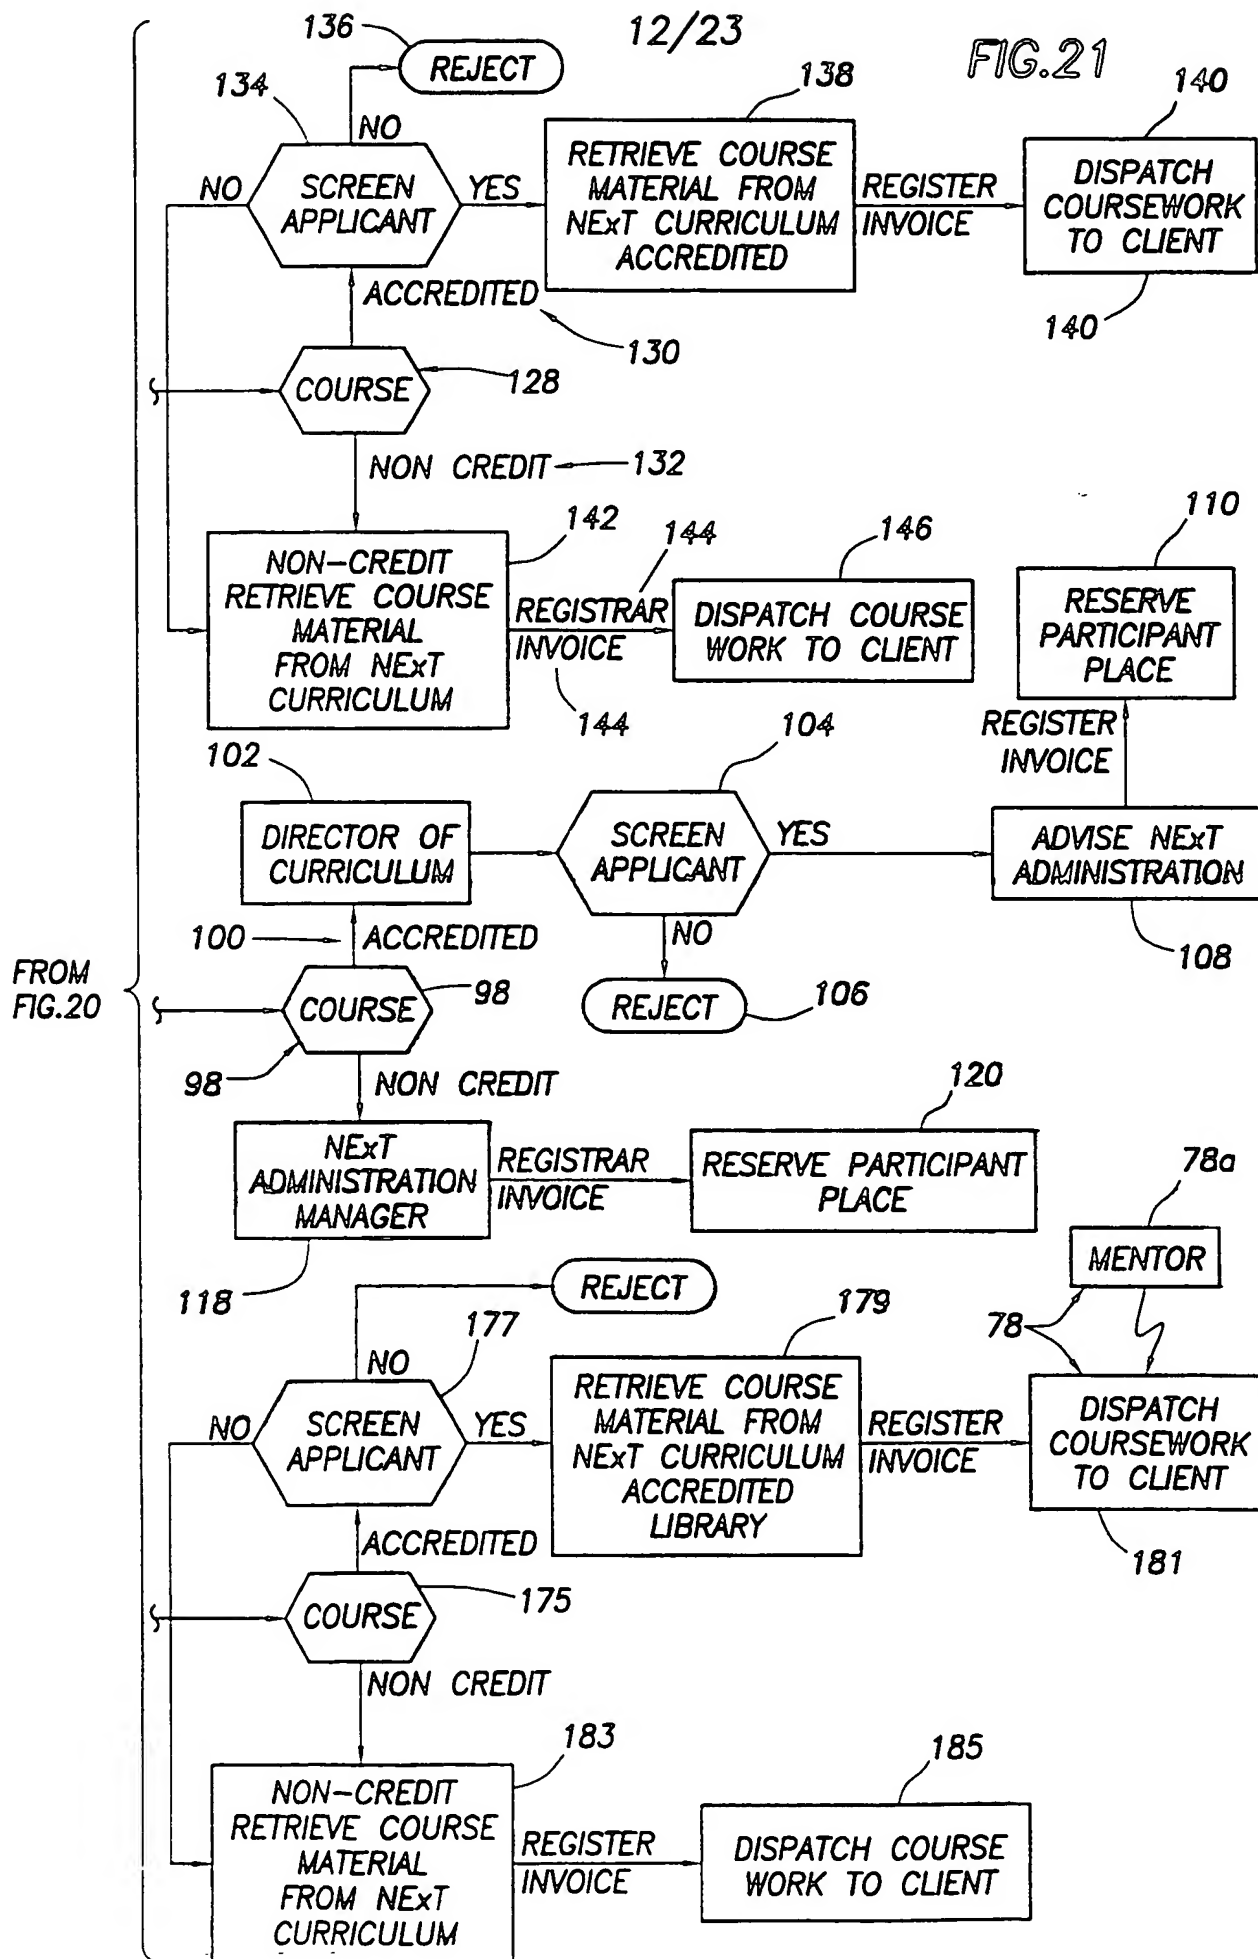 12/23
FIG.21
136
REJECT
134
NO
138
140
NO
SCREEN
APPLICANT
YES
RETRIEVE COURSE
MATERIAL FROM
NExT CURRICULUM
ACCREDITED
REGISTER
INVOICE
DISPATCH
COURSEWORK
TO CLIENT
140
ACCREDITED
130
COURSE
128
NON CREDIT
132
142
NON-CREDIT
RETRIEVE COURSE
MATERIAL
FROM NExT
CURRICULUM
144
REGISTRAR
INVOICE
144
146
DISPATCH COURSE
WORK TO CLIENT
110
RESERVE
PARTICIPANT
PLACE
REGISTER
INVOICE
102
DIRECTOR OF
CURRICULUM
104
SCREEN
APPLICANT
YES
ADVISE NExT
ADMINISTRATION
108
100
ACCREDITED
NO
REJECT
106
FROM
FIG.20
COURSE
98
98
NON CREDIT
NExT
ADMINISTRATION
MANAGER
118
REGISTRAR
INVOICE
120
RESERVE PARTICIPANT
PLACE
78a
MENTOR
78
REJECT
177
NO
179
NO
SCREEN
APPLICANT
YES
RETRIEVE COURSE
MATERIAL FROM
NExT CURRICULUM
ACCREDITED
LIBRARY
REGISTER
INVOICE
DISPATCH
COURSEWORK
TO CLIENT
181
ACCREDITED
COURSE
175
NON CREDIT
183
NON-CREDIT
RETRIEVE COURSE
MATERIAL
FROM NExT
CURRICULUM
REGISTER
INVOICE
185
DISPATCH COURSE
WORK TO CLIENT